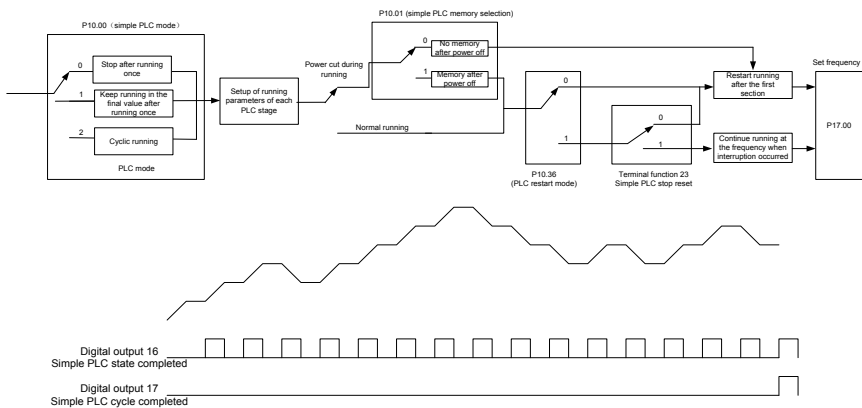 P10.00（simple PLC mode）
0
Stop after running
once
1
Keep running in the
final value after
running once
2
Cyclic running
PLC mode
Setup of running
parameters of each
PLC stage
Power cut during
running
Normal running
P10.01 (simple PLC memory selection)
0
No memory
after power off
1
Memory after
power off
0
1
P10.36
(PLC restart mode)
0
1
Terminal function 23
Simple PLC stop reset
Restart running
after the first
section
Continue running at
the frequency when
interruption occurred
Set frequency
P17.00
Digital output 16
Simple PLC state completed
Digital output 17
Simple PLC cycle completed